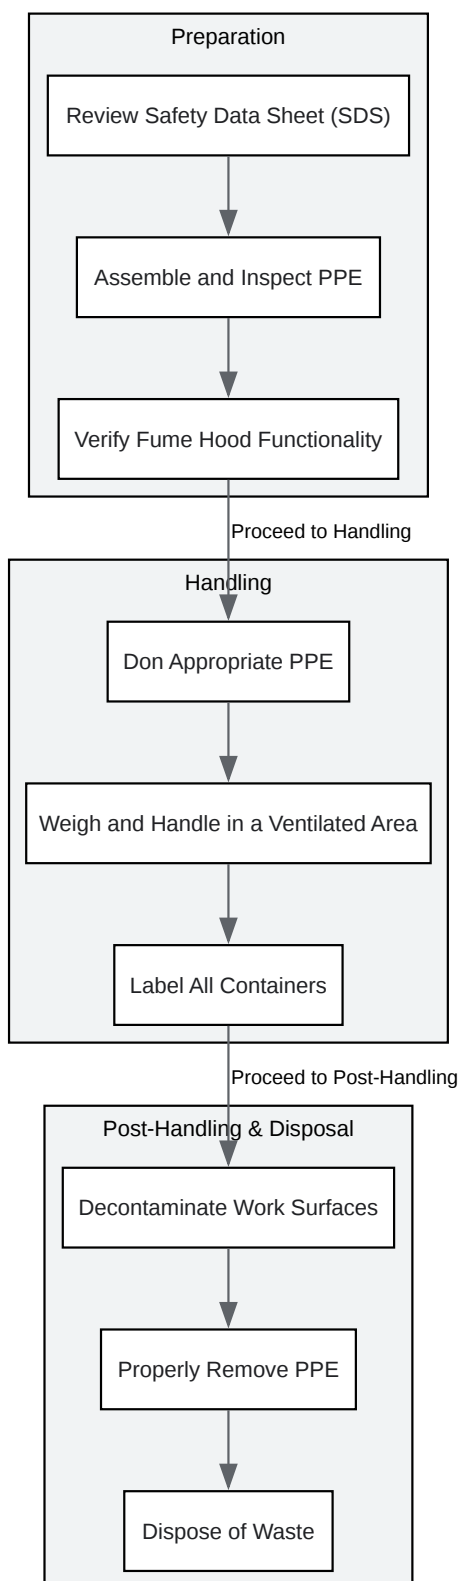 Preparation
Review Safety Data Sheet (SDS)
Assemble and Inspect PPE
Verify Fume Hood Functionality
Proceed to Handling
Handling
Don Appropriate PPE
Weigh and Handle in a Ventilated Area
Label All Containers
Proceed to Post-Handling
Post-Handling & Disposal
Decontaminate Work Surfaces
Properly Remove PPE
Dispose of Waste